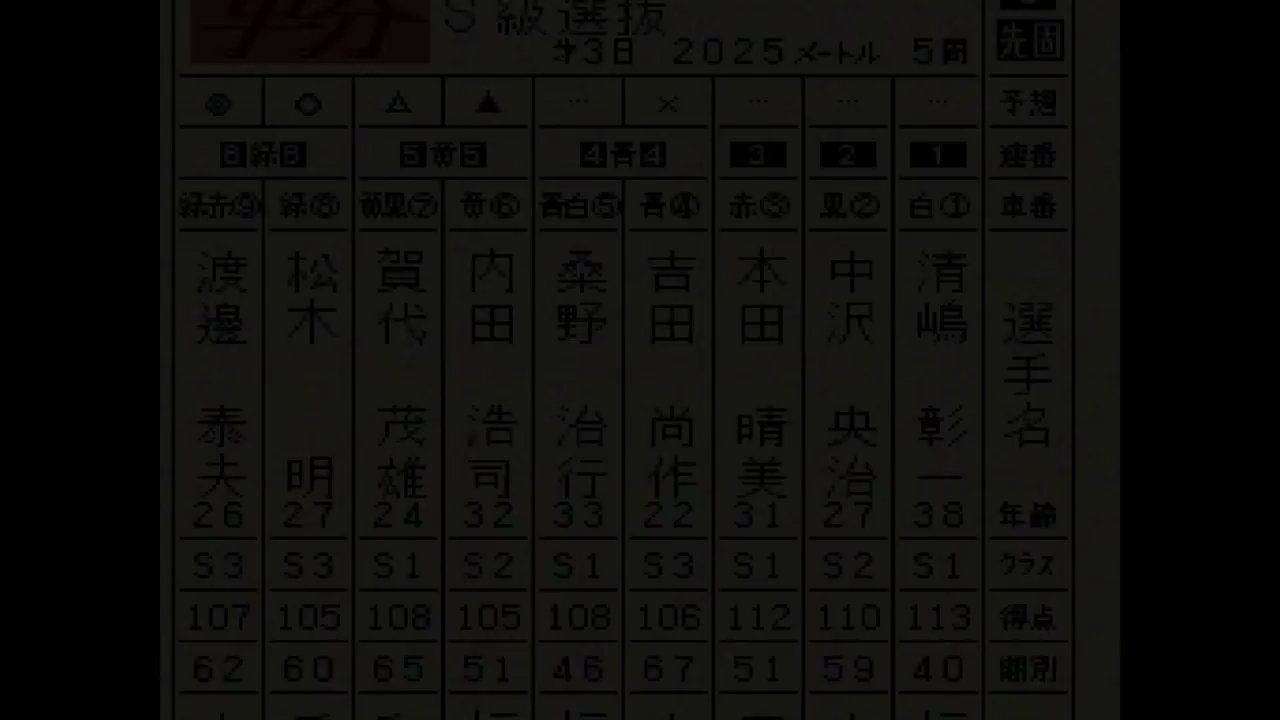 S級選抜
第3日 2025メートル 5周
先固
◎ ○ △ ▲ … × … … … 予想
6緑6 5黄5 4青4 3 2 1 連番
緑赤⑨ 緑⑧ 黄黒⑦ 黄⑥ 青白⑤ 青④ 赤③ 黒② 白① 車番
渡邊泰夫 松木明 賀代茂雄 内田浩司 桑野治行 吉田尚作 本田晴美 中沢央治 清嶋彰一 選手名
26 27 24 32 33 22 31 27 38 年齢
S3 S3 S1 S2 S1 S3 S1 S2 S1 クラス
107 105 108 105 108 106 112 110 113 得点
62 60 65 51 46 67 51 59 40 期別